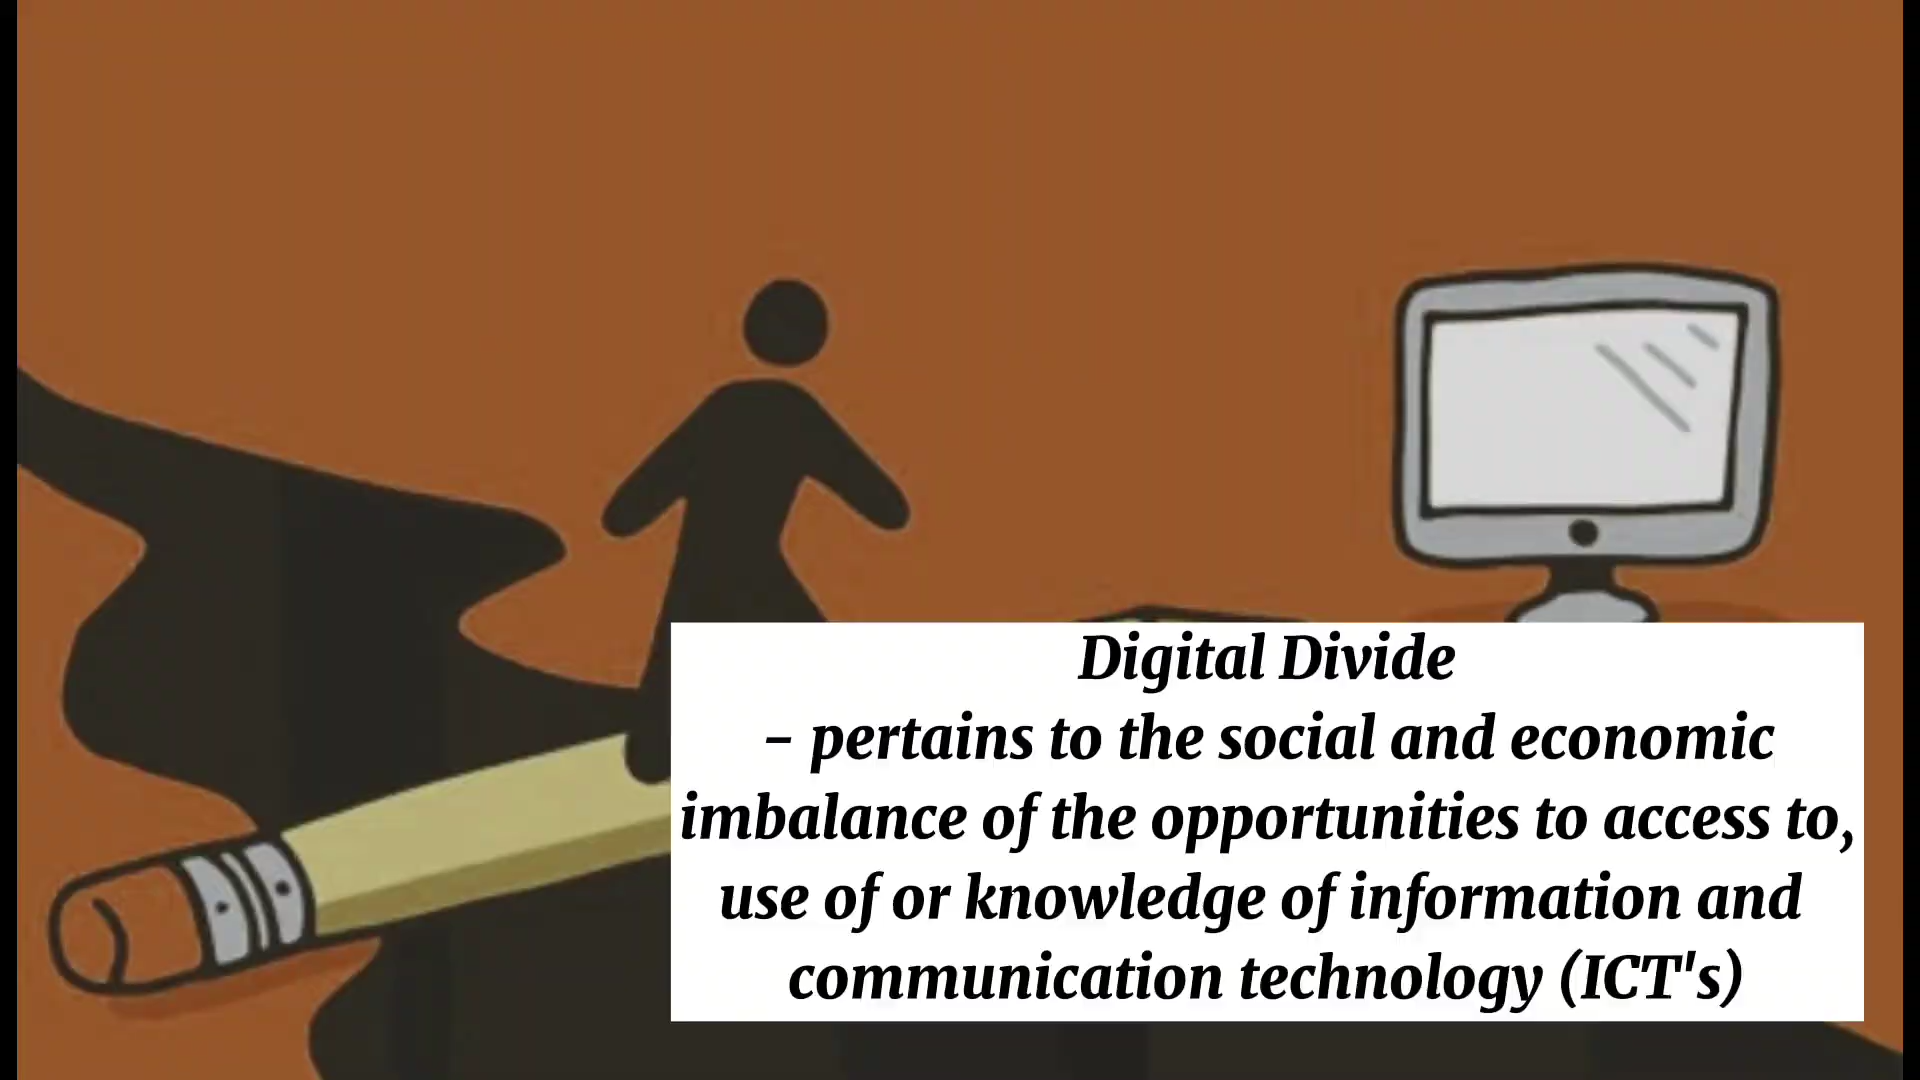 Digital Divide
- pertains to the social and economic
imbalance of the opportunities to access to,
use of or knowledge of information and
communication technology (ICT's)